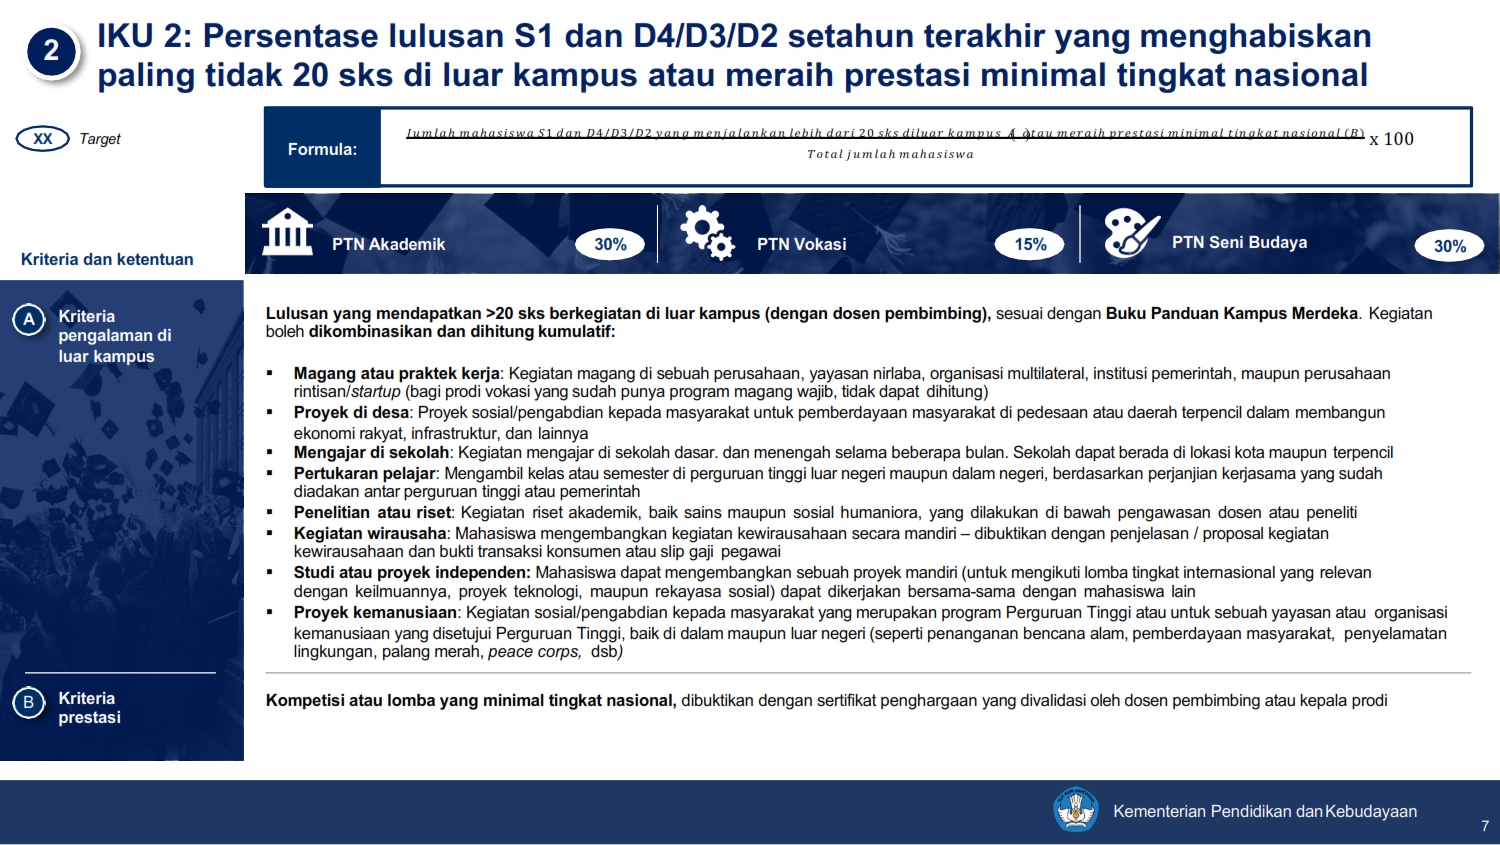 2
IKU 2: Persentase lulusan S1 dan D4/D3/D2 setahun terakhir yang menghabiskan
paling tidak 20 sks di luar kampus atau meraih prestasi minimal tingkat nasional
XX Target
Formula:
Jumlah mahasiswa S1 dan D4/D3/D2 yang menjalankan lebih dari 20 sks diluar kampus (A) atau meraih prestasi minimal tingkat nasional (B)
x 100
Total jumlah mahasiswa
Kriteria dan ketentuan
PTN Akademik 30%
PTN Vokasi 15%
PTN Seni Budaya 30%
A Kriteria
pengalaman di
luar kampus
Lulusan yang mendapatkan >20 sks berkegiatan di luar kampus (dengan dosen pembimbing), sesuai dengan Buku Panduan Kampus Merdeka. Kegiatan
boleh dikombinasikan dan dihitung kumulatif:
▪ Magang atau praktek kerja: Kegiatan magang di sebuah perusahaan, yayasan nirlaba, organisasi multilateral, institusi pemerintah, maupun perusahaan
rintisan/startup (bagi prodi vokasi yang sudah punya program magang wajib, tidak dapat dihitung)
▪ Proyek di desa: Proyek sosial/pengabdian kepada masyarakat untuk pemberdayaan masyarakat di pedesaan atau daerah terpencil dalam membangun
ekonomi rakyat, infrastruktur, dan lainnya
▪ Mengajar di sekolah: Kegiatan mengajar di sekolah dasar. dan menengah selama beberapa bulan. Sekolah dapat berada di lokasi kota maupun terpencil
▪ Pertukaran pelajar: Mengambil kelas atau semester di perguruan tinggi luar negeri maupun dalam negeri, berdasarkan perjanjian kerjasama yang sudah
diadakan antar perguruan tinggi atau pemerintah
▪ Penelitian atau riset: Kegiatan riset akademik, baik sains maupun sosial humaniora, yang dilakukan di bawah pengawasan dosen atau peneliti
▪ Kegiatan wirausaha: Mahasiswa mengembangkan kegiatan kewirausahaan secara mandiri – dibuktikan dengan penjelasan / proposal kegiatan
kewirausahaan dan bukti transaksi konsumen atau slip gaji pegawai
▪ Studi atau proyek independen: Mahasiswa dapat mengembangkan sebuah proyek mandiri (untuk mengikuti lomba tingkat internasional yang relevan
dengan keilmuannya, proyek teknologi, maupun rekayasa sosial) dapat dikerjakan bersama-sama dengan mahasiswa lain
▪ Proyek kemanusiaan: Kegiatan sosial/pengabdian kepada masyarakat yang merupakan program Perguruan Tinggi atau untuk sebuah yayasan atau organisasi
kemanusiaan yang disetujui Perguruan Tinggi, baik di dalam maupun luar negeri (seperti penanganan bencana alam, pemberdayaan masyarakat, penyelamatan
lingkungan, palang merah, peace corps, dsb)
B Kriteria
prestasi
Kompetisi atau lomba yang minimal tingkat nasional, dibuktikan dengan sertifikat penghargaan yang divalidasi oleh dosen pembimbing atau kepala prodi
Kementerian Pendidikan dan Kebudayaan
7